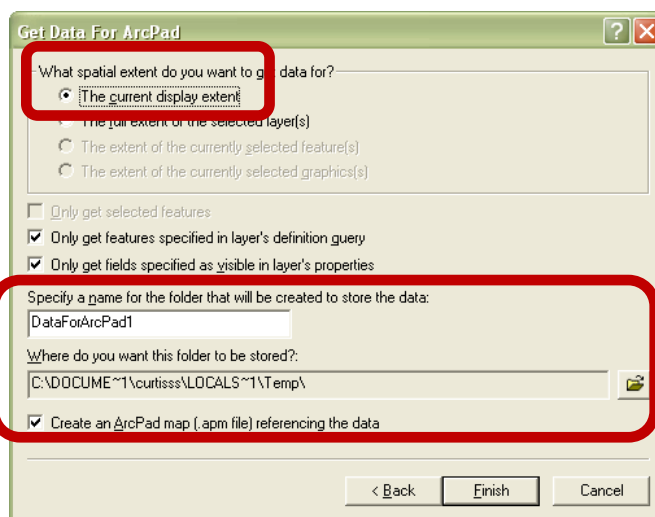 Get Data For ArcPad
What spatial extent do you want to get data for?
The current display extent
The full extent of the selected layer(s)
The extent of the currently selected feature(s)
The extent of the currently selected graphics(s)
Only get selected features
Only get features specified in layer's definition query
Only get fields specified as visible in layer's properties
Specify a name for the folder that will be created to store the data:
DataForArcPad1
Where do you want this folder to be stored?:
C:\DOCUME~1\curtisss\LOCALS~1\Temp\
Create an ArcPad map (.apm file) referencing the data
< Back Finish Cancel